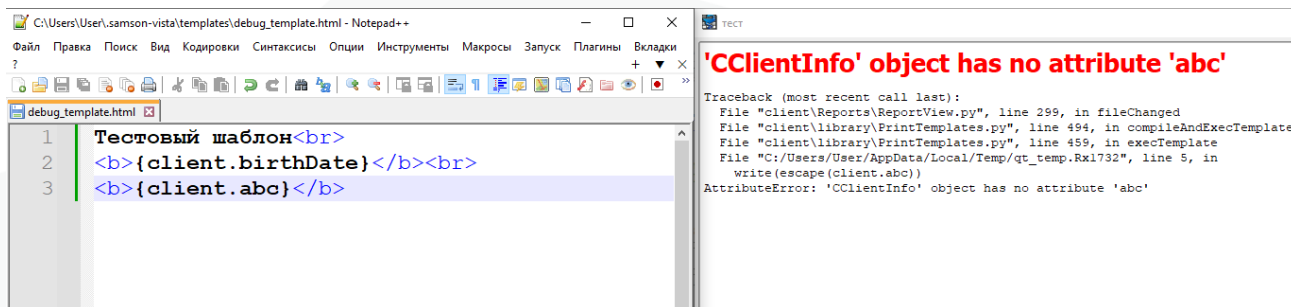 C:\Users\User\.samson-vista\templates\debug_template.html - Notepad++
Файл Правка Поиск Вид Кодировки Синтаксисы Опции Инструменты Макросы Запуск Плагины Вкладки
?
debug_template.html
1 Тестовый шаблон<br>
2 <b>{client.birthDate}</b><br>
3 <b>{client.abc}</b>
тест
'CClientInfo' object has no attribute 'abc'
Traceback (most recent call last):
File "client\Reports\ReportView.py", line 299, in fileChanged
File "client\library\PrintTemplates.py", line 494, in compileAndExecTemplate
File "client\library\PrintTemplates.py", line 459, in execTemplate
File "C:/Users/User/AppData/Local/Temp/qt_temp.Rx1732", line 5, in
write(escape(client.abc))
AttributeError: 'CClientInfo' object has no attribute 'abc'